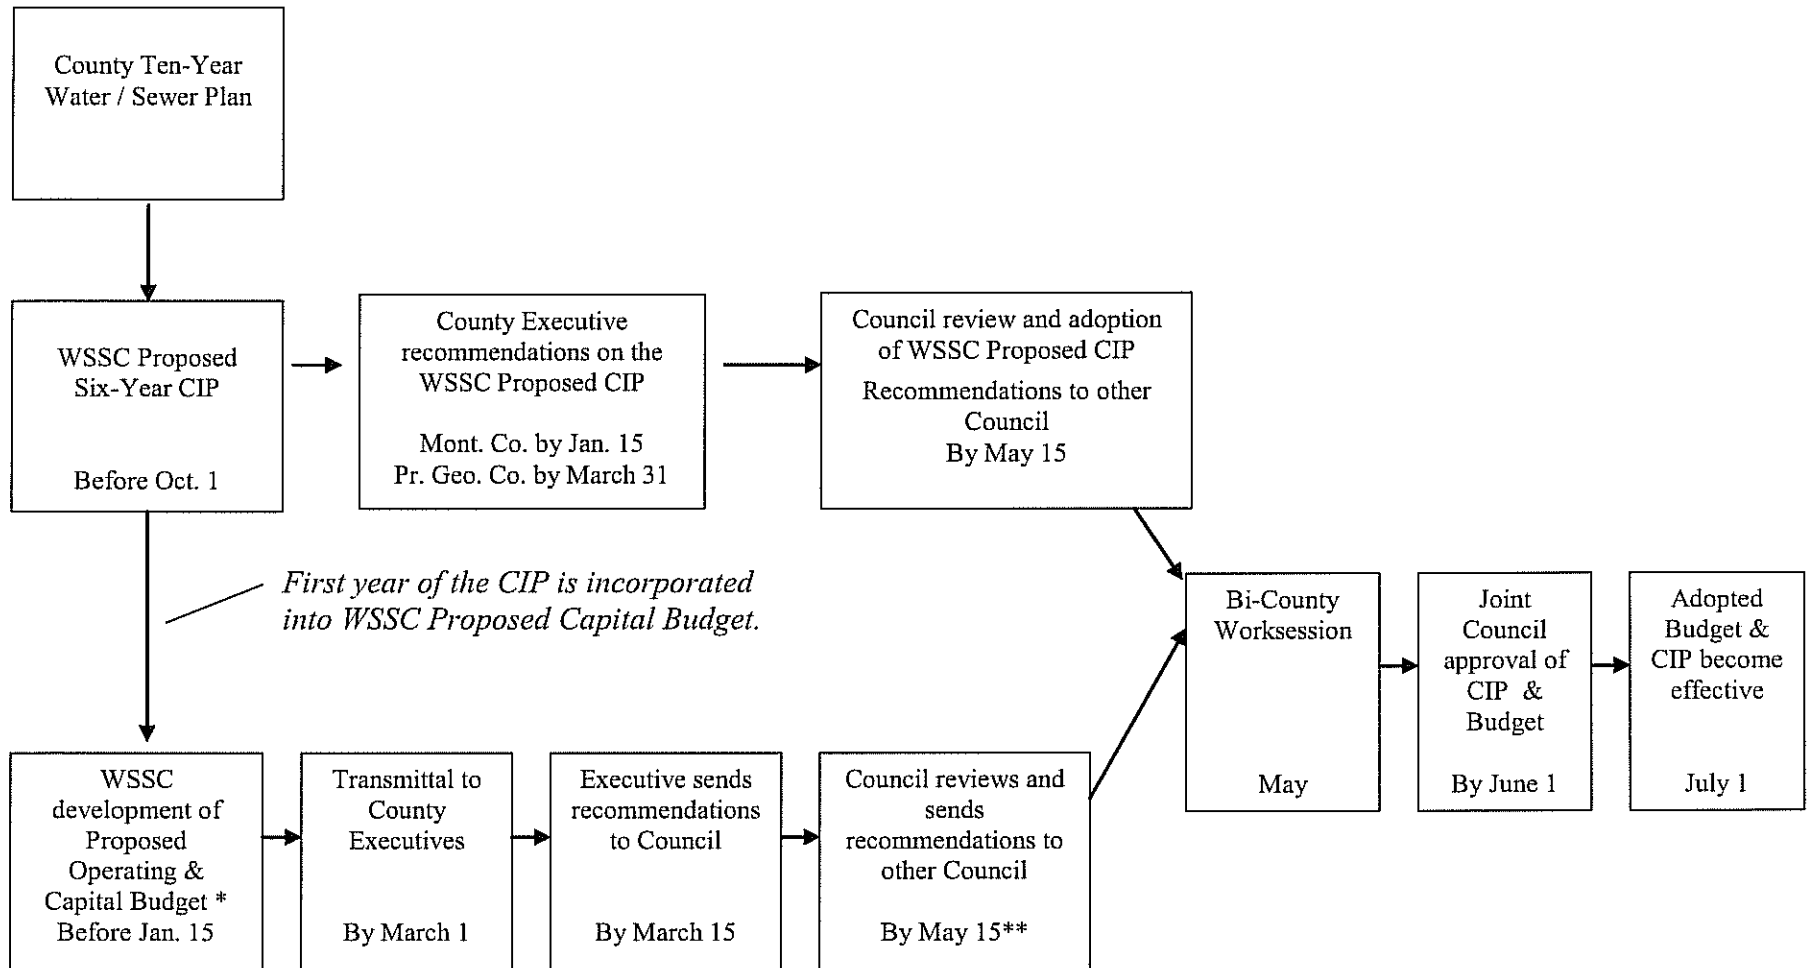 County Ten-Year
Water / Sewer Plan
WSSC Proposed
Six-Year CIP
Before Oct. 1
County Executive
recommendations on the
WSSC Proposed CIP
Mont. Co. by Jan. 15
Pr. Geo. Co. by March 31
Council review and adoption
of WSSC Proposed CIP
Recommendations to other
Council
By May 15
First year of the CIP is incorporated
into WSSC Proposed Capital Budget.
WSSC
development of
Proposed
Operating &
Capital Budget *
Before Jan. 15
Transmittal to
County
Executives
By March 1
Executive sends
recommendations
to Council
By March 15
Council reviews and
sends
recommendations to
other Council
By May 15**
Bi-County
Worksession
May
Joint
Council
approval of
CIP &
Budget
By June 1
Adopted
Budget &
CIP become
effective
July 1